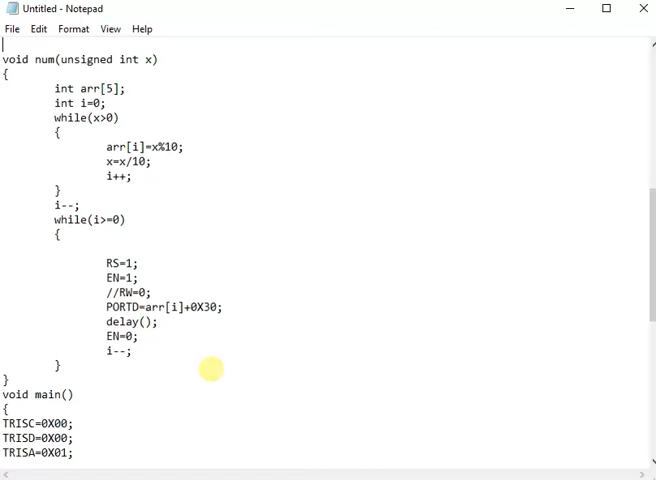 Untitled - Notepad
File Edit Format View Help
void num(unsigned int x)
{
int arr[5];
int i=0;
while(x>0)
{
arr[i]=x%10;
x=x/10;
i++;
}
i--;
while(i>=0)
{
RS=1;
EN=1;
//RW=0;
PORTD=arr[i]+0X30;
delay();
EN=0;
i--;
}
}
void main()
{
TRISC=0X00;
TRISD=0X00;
TRISA=0X01;